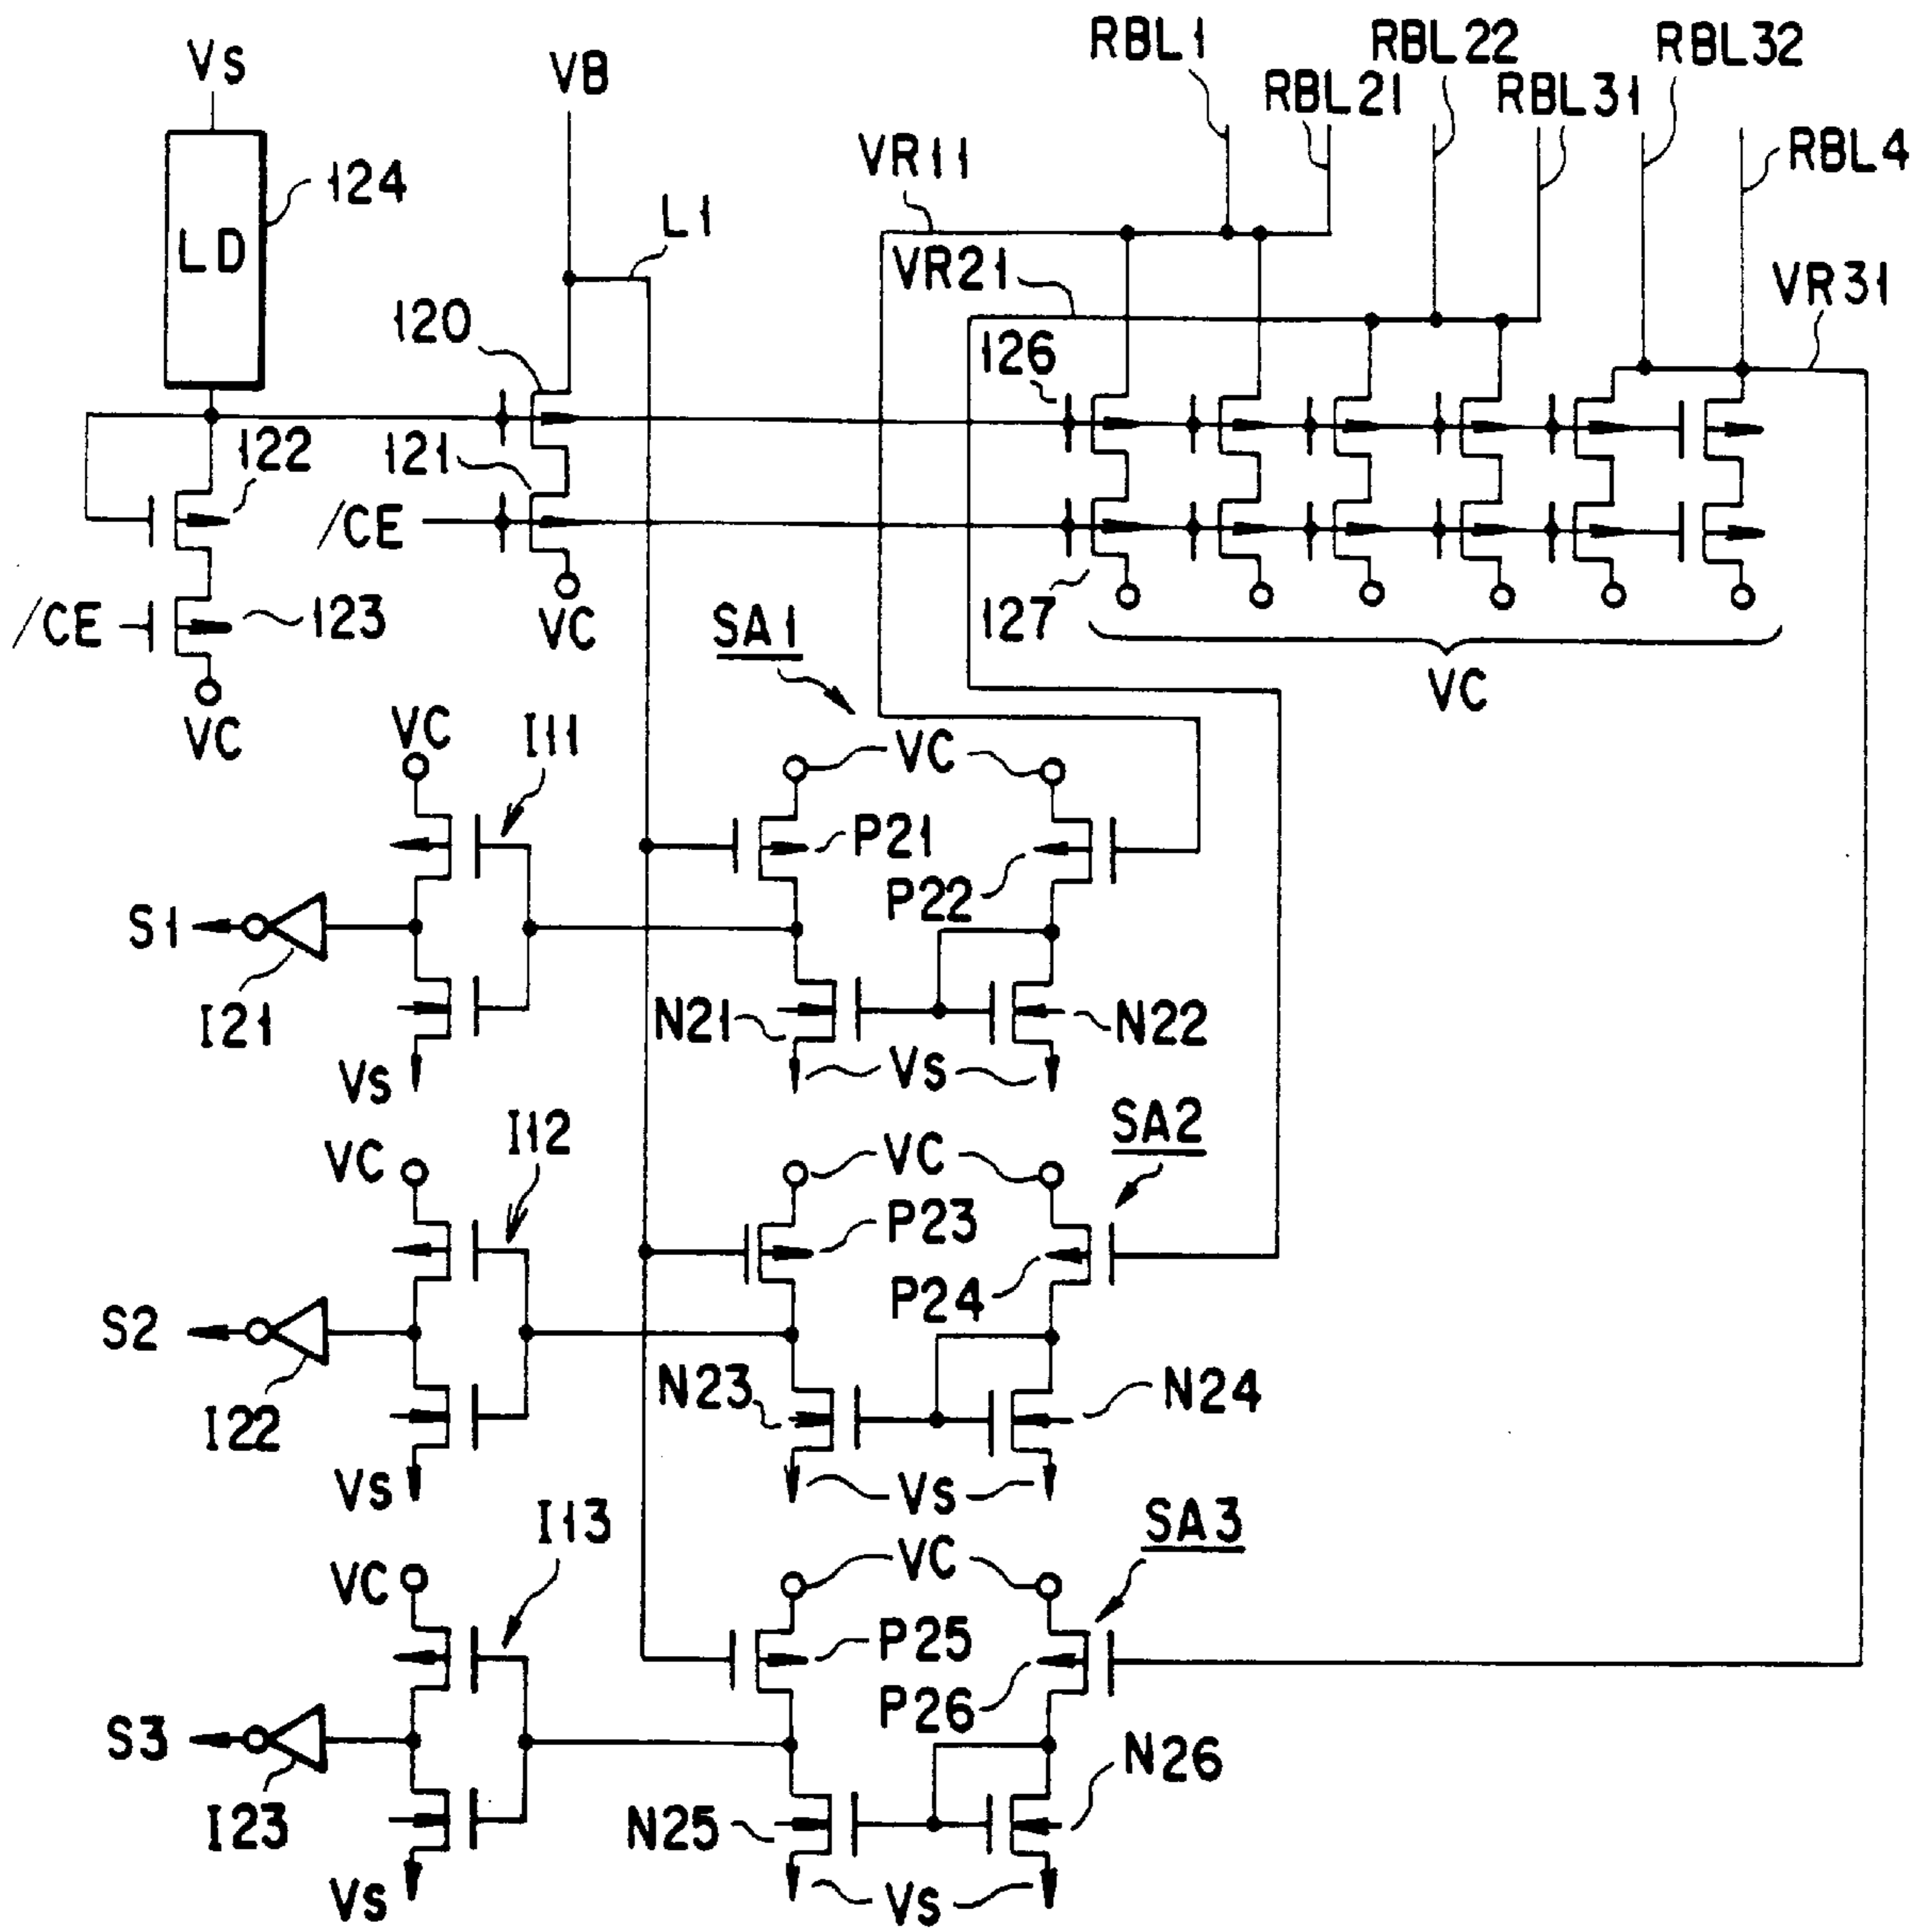 RBL1
RBL22
RBL32
VS
VB
RBL21
RBL31
VR11
RBL4
124
L1
LD
VR21
VR31
120
126
122
121
/CE
127
/CE
123
VC
SA1
VC
VC
VC
I11
VC
P21
P22
S1
I21
N21
N22
VS
VS
SA2
I12
VC
VC
P23
P24
S2
N23
N24
I22
VS
VS
I13
SA3
VC
VC
P25
P26
S3
N26
I23
N25
VS
VS